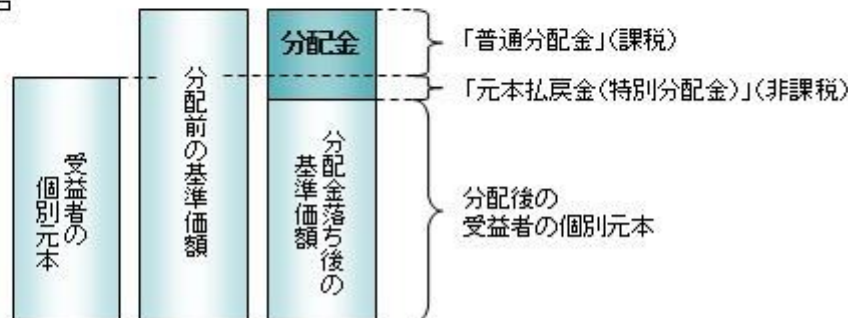 分配金
「普通分配金」(課税)
「元本払戻金(特別分配金)」(非課税)
受益者の
個別元本
分配前の基準価額
分配金落ち後の
基準価額
分配後の
受益者の個別元本